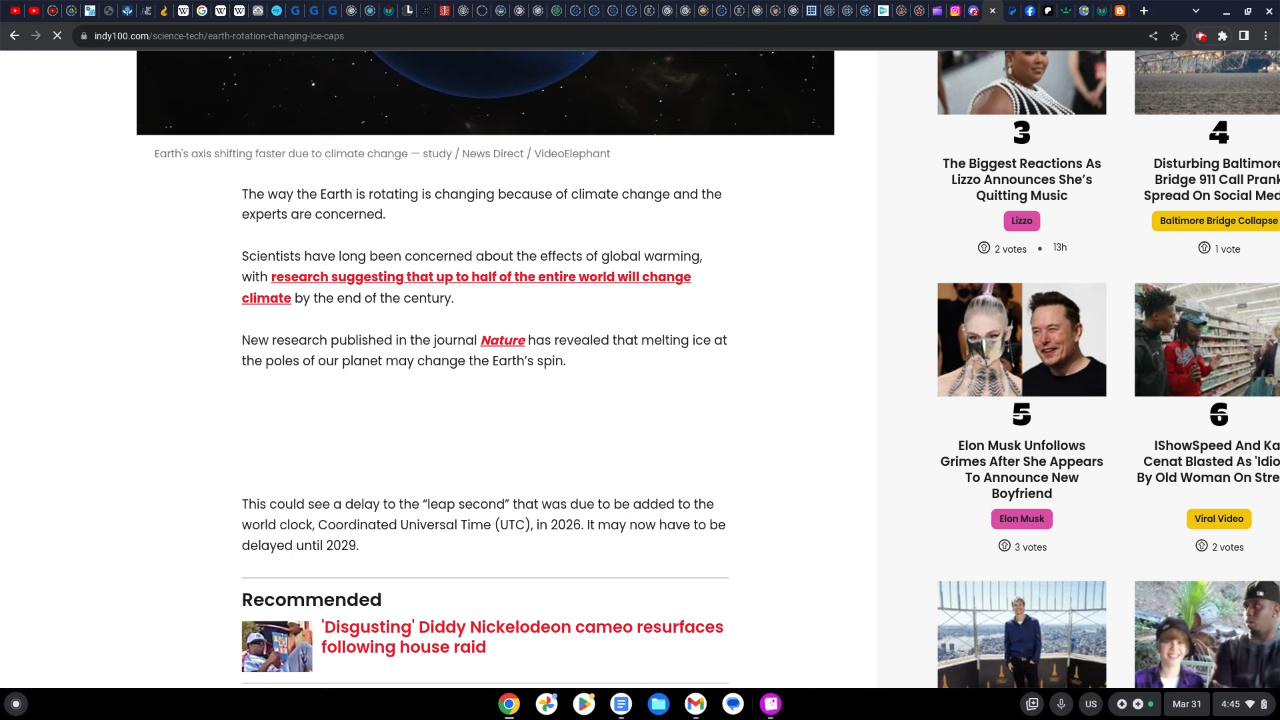 indy100.com/science-tech/earth-rotation-changing-ice-caps
Earth's axis shifting faster due to climate change — study / News Direct / VideoElephant
The way the Earth is rotating is changing because of climate change and the
experts are concerned.
Scientists have long been concerned about the effects of global warming,
with research suggesting that up to half of the entire world will change
climate by the end of the century.
New research published in the journal Nature has revealed that melting ice at
the poles of our planet may change the Earth's spin.
This could see a delay to the “leap second” that was due to be added to the
world clock, Coordinated Universal Time (UTC), in 2026. It may now have to be
delayed until 2029.
Recommended
'Disgusting' Diddy Nickelodeon cameo resurfaces
following house raid
3
The Biggest Reactions As
Lizzo Announces She's
Quitting Music
Lizzo
2 votes • 13h
4
Disturbing Baltimore
Bridge 911 Call Prank
Spread On Social Med
Baltimore Bridge Collapse
1 vote
5
Elon Musk Unfollows
Grimes After She Appears
To Announce New
Boyfriend
Elon Musk
3 votes
6
IShowSpeed And Ka
Cenat Blasted As 'Idio
By Old Woman On Stre
Viral Video
2 votes
US
Mar 31
4:45